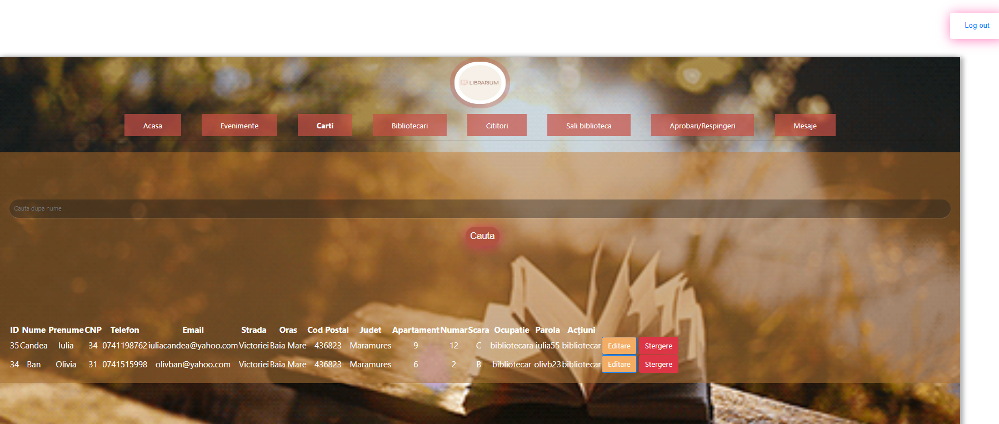 Log out
LIBRARIUM
Acasa Evenimente Carti Bibliotecari Cititori Sali biblioteca Aprobari/Respingeri Mesaje
Cauta dupa nume
Cauta
ID Nume Prenume CNP Telefon Email Strada Oras Cod Postal Judet Apartament Numar Scara Ocupatie Parola Acțiuni
35 Candea Iulia 34 0741198762 iuliacandea@yahoo.com Victoriei Baia Mare 436823 Maramures 9 12 C bibliotecara iulia55 bibliotecar Editare Stergere
34 Ban Olivia 31 0741515998 olivban@yahoo.com Victoriei Baia Mare 436823 Maramures 6 2 B bibliotecar olivb23 bibliotecar Editare Stergere